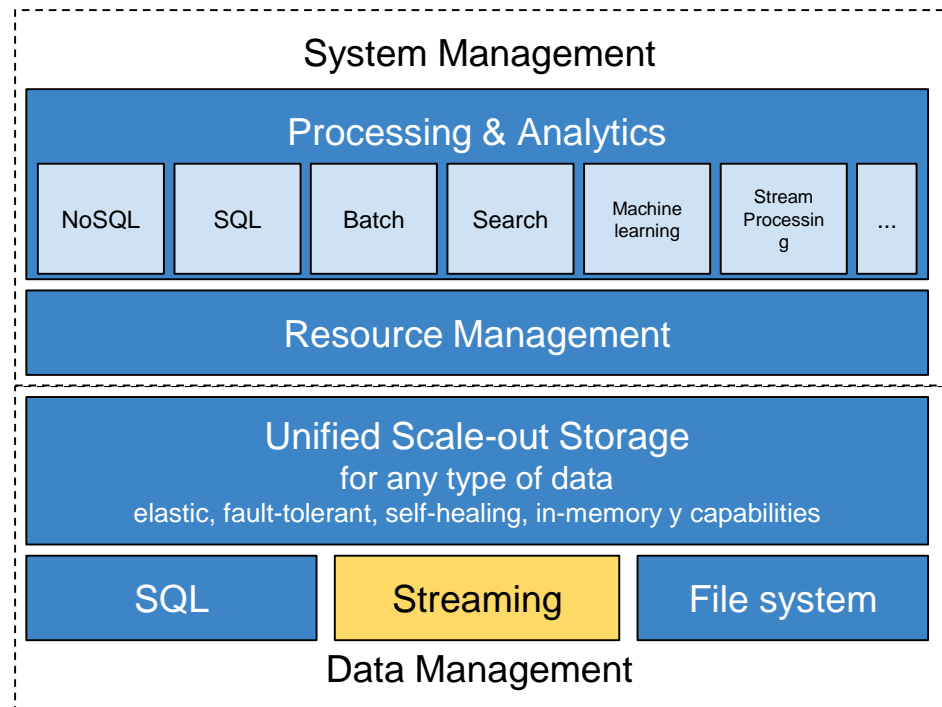 System Management
Processing & Analytics
NoSQL
SQL
Batch
Search
Machine
learning
Stream
Processin
g
...
Resource Management
Unified Scale-out Storage
for any type of data
elastic, fault-tolerant, self-healing, in-memory y capabilities
SQL
Streaming
File system
Data Management